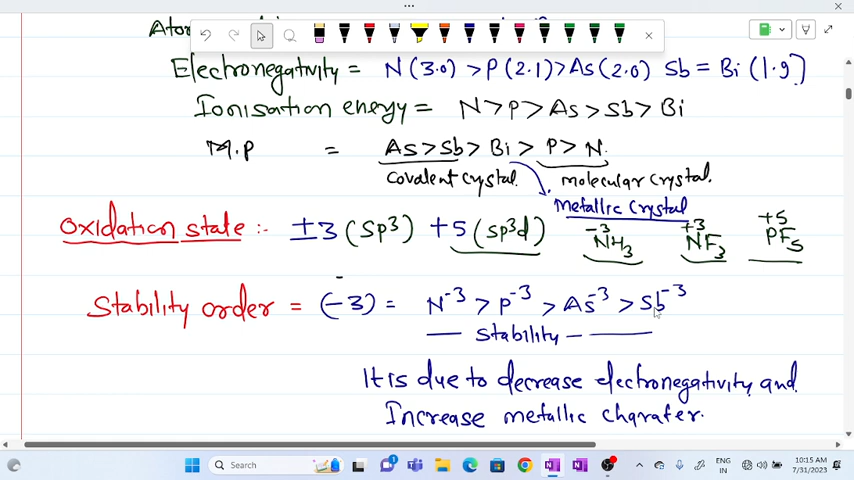 Electronegativity = N(3.0) >P(2.1)>As(2.0) Sb = Bi (1.9)
Ionisation energy = N>P> As> Sb> Bi
M.P = As> Sb> Bi > P> N.
covalent crystal. molecular crystal.
metallic Crystal
Oxidation state :- ±3 (SP³) +5 (SP³d) NH₃ NF₃ PF₅
-3 +3 +5
Stability order = (-3) = N⁻³ > P⁻³ > As⁻³ > Sb⁻³
Stability
It is due to decrease electronegativity and
Increase metallic charater.
Search
ENG
IN
10:15 AM
7/31/2023